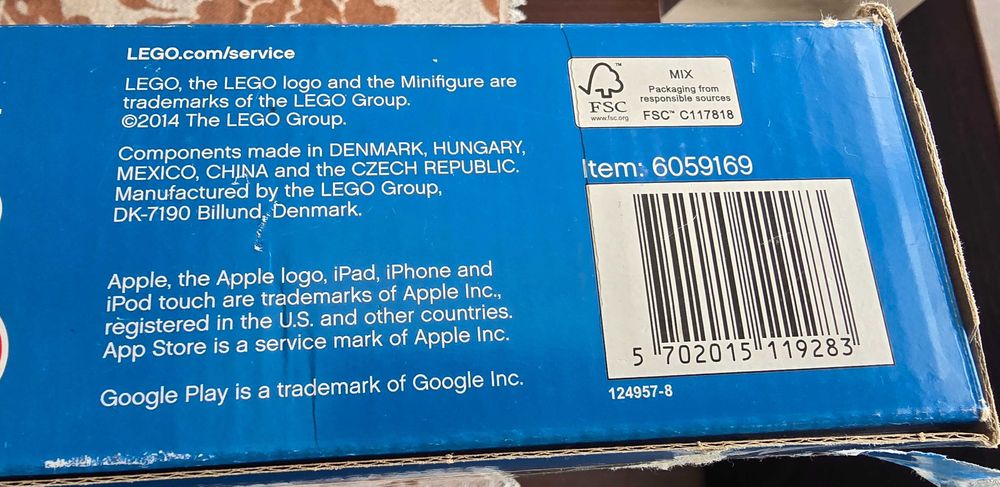 LEGO.com/service
LEGO, the LEGO logo and the Minifigure are
trademarks of the LEGO Group.
©2014 The LEGO Group.
Components made in DENMARK, HUNGARY,
MEXICO, CHINA and the CZECH REPUBLIC.
Manufactured by the LEGO Group,
DK-7190 Billund, Denmark.
Apple, the Apple logo, iPad, iPhone and
iPod touch are trademarks of Apple Inc.,
registered in the U.S. and other countries.
App Store is a service mark of Apple Inc.
Google Play is a trademark of Google Inc.
™
FSC
www.fsc.org
MIX
Packaging from
responsible sources
FSC™ C117818
Item: 6059169
5 702015 119283
124957-8